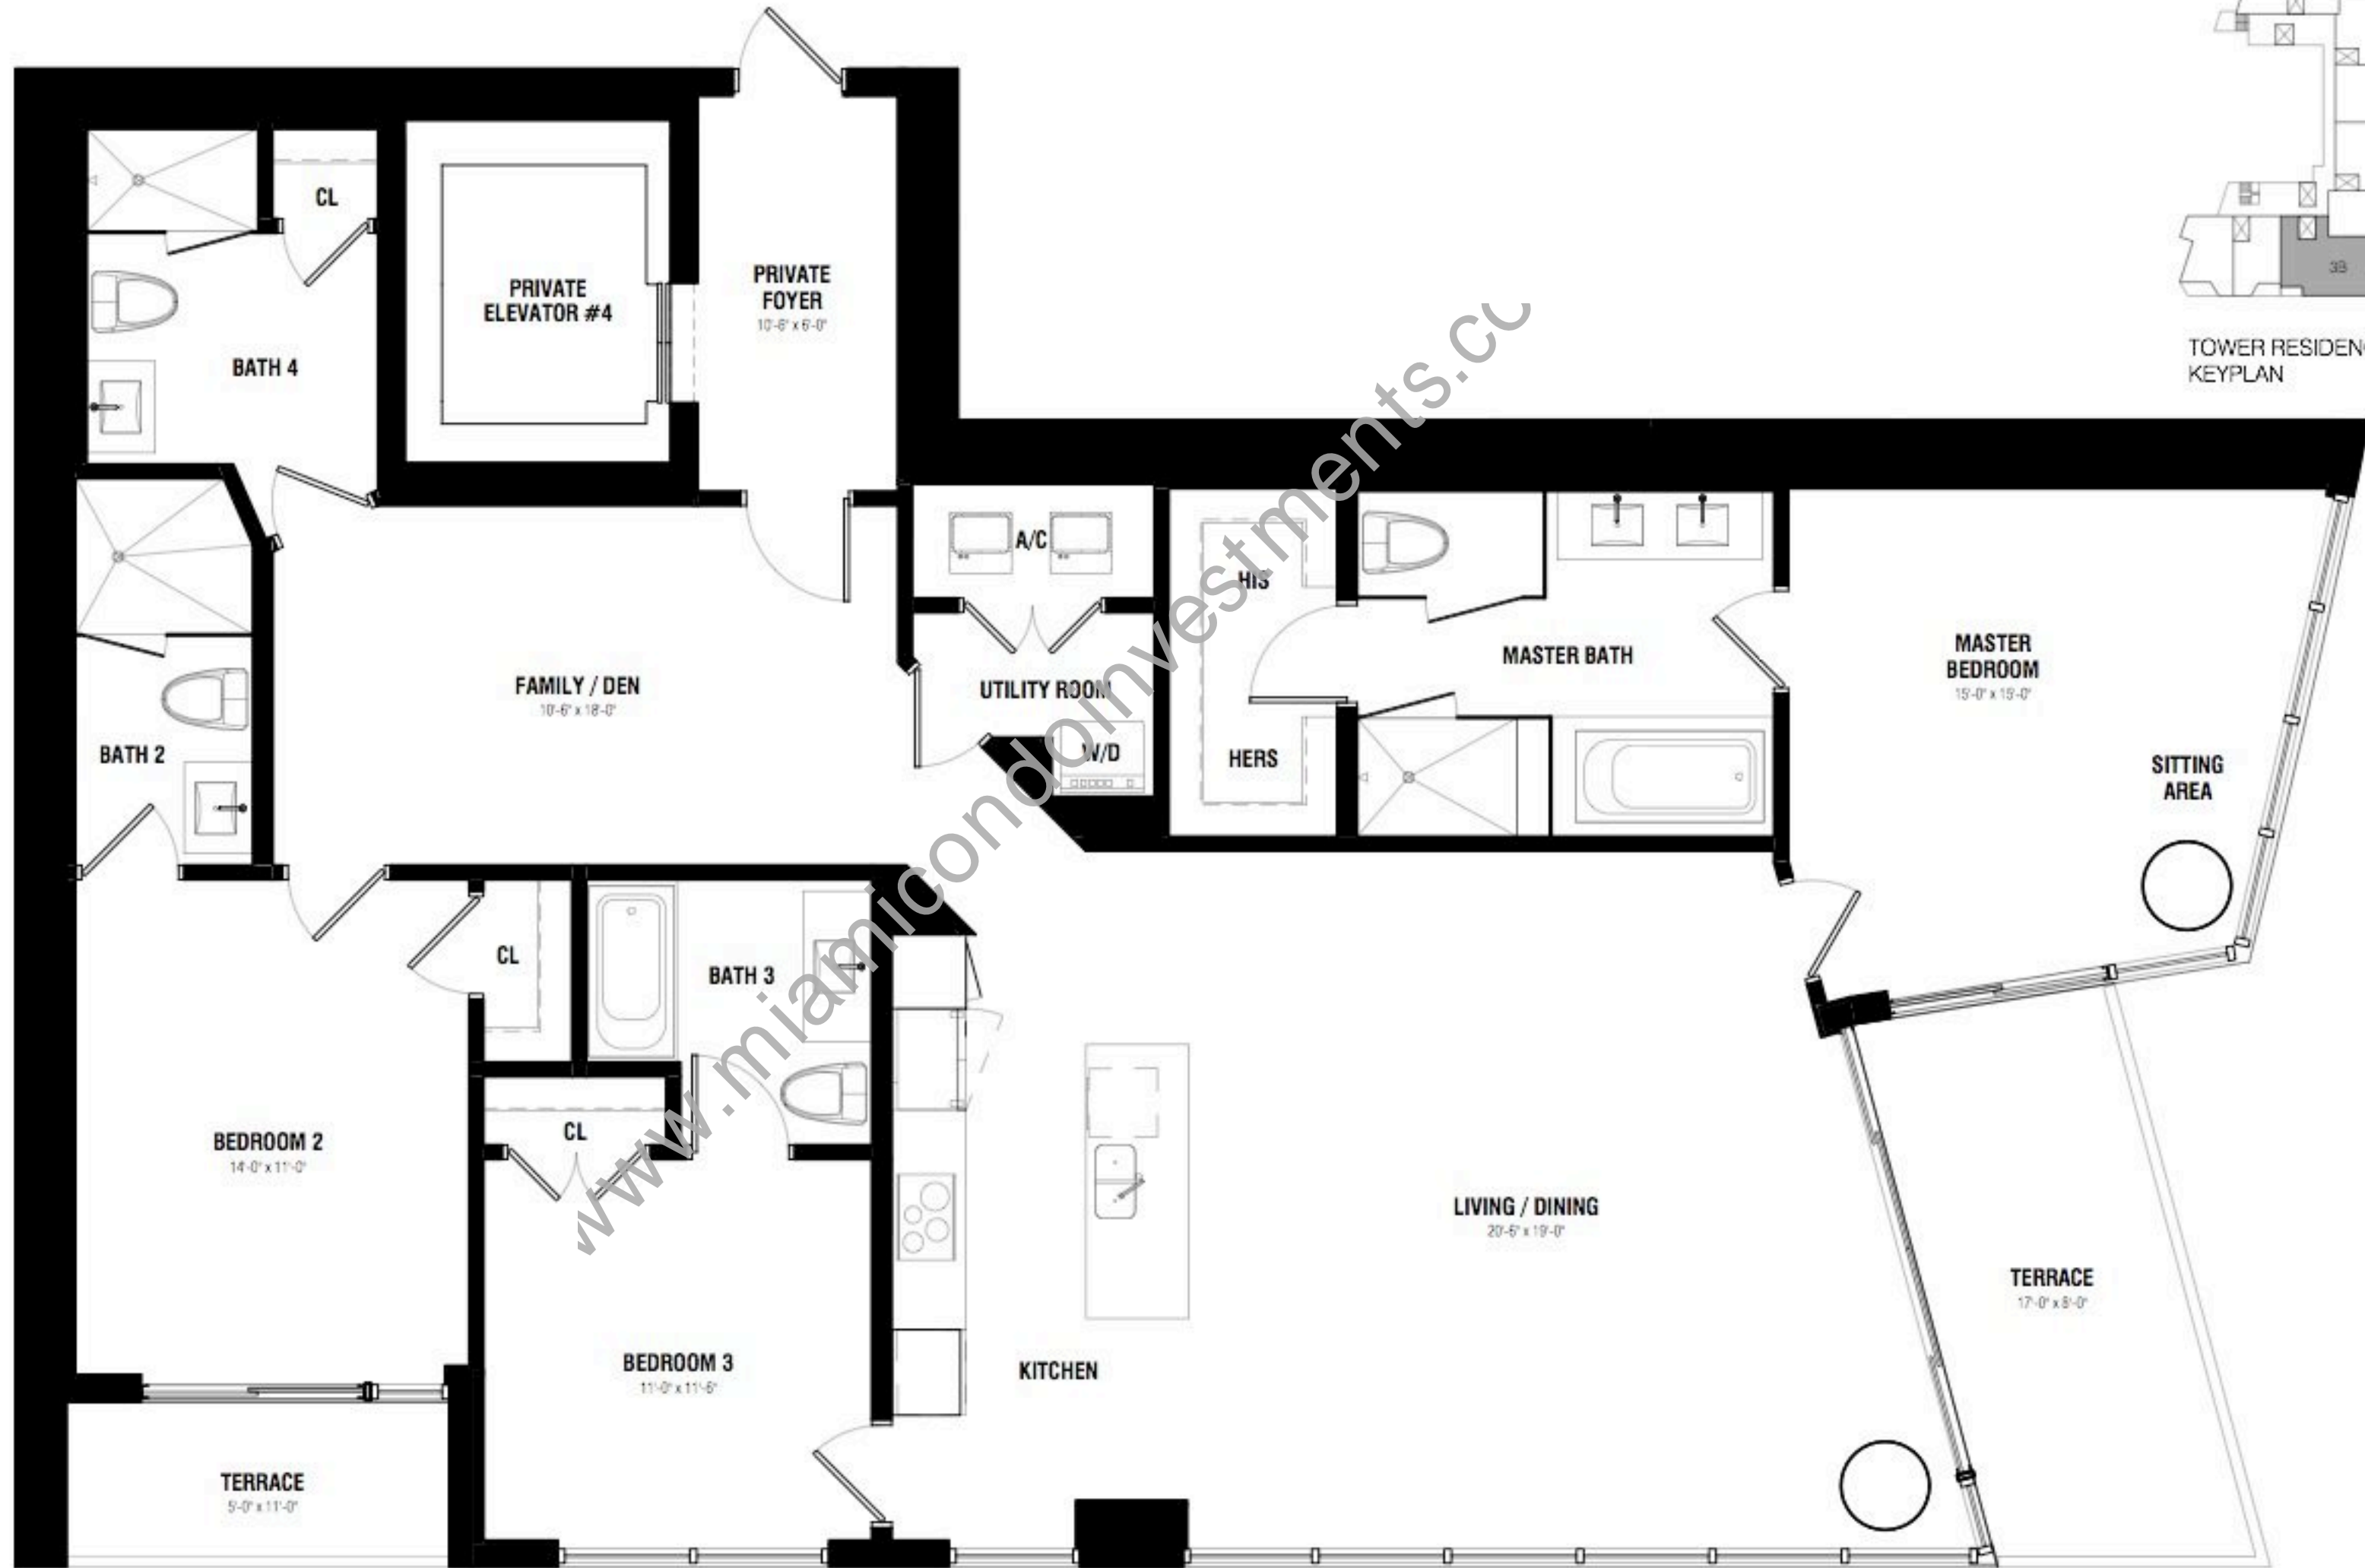 CL
PRIVATE
ELEVATOR #4
PRIVATE
FOYER
10'-6" x 6'-0"
BATH 4
3B
TOWER RESIDEN
KEYPLAN
A/C
HIS
FAMILY / DEN
10'-6" x 18'-0"
UTILITY ROOM
MASTER BATH
MASTER
BEDROOM
15'-0" x 15'-0"
BATH 2
W/D
HERS
SITTING
AREA
CL
BATH 3
BEDROOM 2
14'-0" x 11'-0"
CL
LIVING / DINING
20'-6" x 19'-0"
TERRACE
17'-0" x 8'-0"
BEDROOM 3
11'-0" x 11'-6"
KITCHEN
TERRACE
5'-0" x 11'-0"
www.miamicondoinvestments.cc